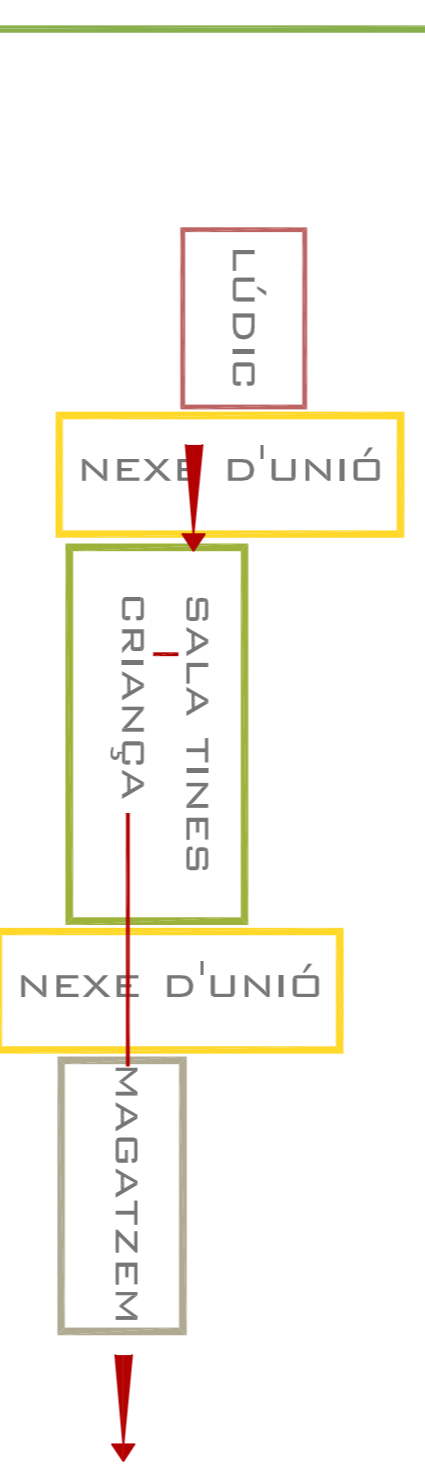 LÚDIC
NEXE D'UNIÓ
SALA TINES
CRIANÇA
NEXE D'UNIÓ
MAGATZEM